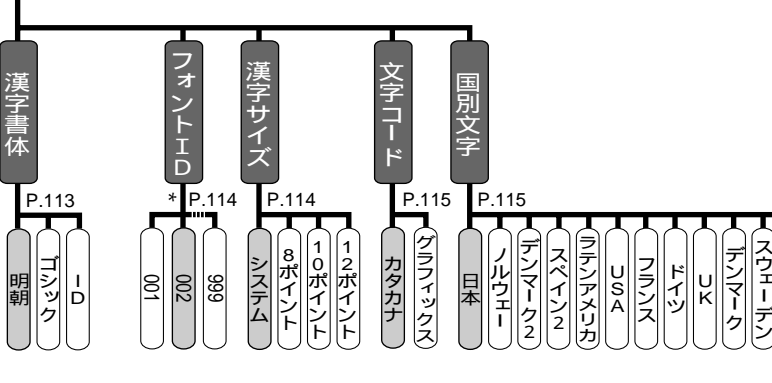 漢字書体
フォントID
漢字サイズ
文字コード
国別文字
P.113
* P.114
P.114
P.115
P.115
明朝
ゴシック
ID
001
002
999
システム
8ポイント
10ポイント
12ポイント
カタカナ
グラフィックス
日本
ノルウェー
デンマーク2
スペイン2
ラテンアメリカ
USA
フランス
ドイツ
UK
デンマーク
スウェーデン